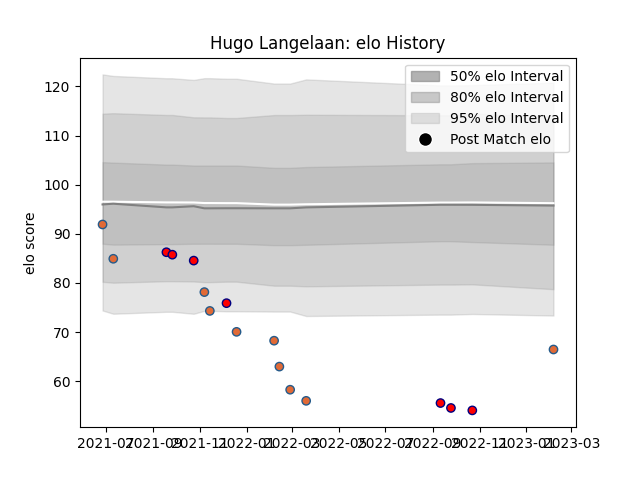 Hugo Langelaan: elo History
50% elo Interval
80% elo Interval
95% elo Interval
Post Match elo
elo score
120
110
100
90
80
70
60
2021-07 2021-09 2021-11 2022-01 2022-03 2022-05 2022-07 2022-09 2022-11 2023-01 2023-03